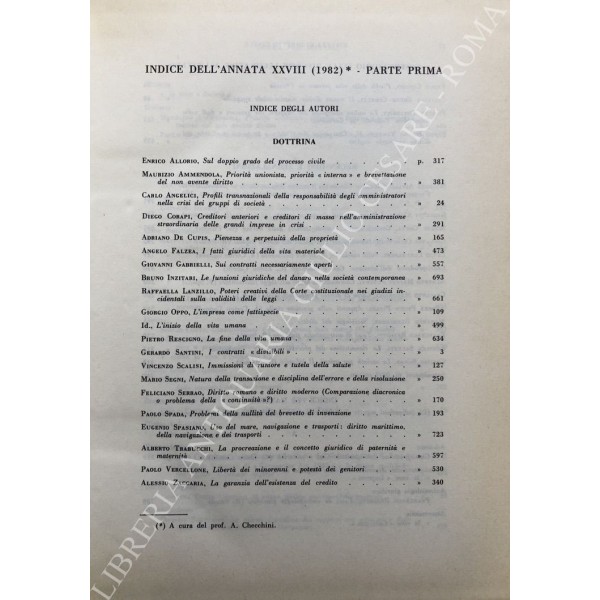 INDICE DELL'ANNATA XXVIII (1982) * - PARTE PRIMA
INDICE DEGLI AUTORI
DOTTRINA
ENRICO ALLORIO, Sul doppio grado del processo civile . . . . . . p. 317
MAURIZIO AMMENDOLA, Priorità unionista, priorità « interna » e brevettazione
del non avente diritto . . . . . . » 381
CARLO ANGELICI, Profili transnazionali della responsabilità degli amministratori
nella crisi dei gruppi di società . . . . . . » 24
DIEGO CORAPI, Creditori anteriori e creditori di massa nell'amministrazione
straordinaria delle grandi imprese in crisi . . . . . . » 291
ADRIANO DE CUPIS, Pienezza e perpetuità della proprietà . . . . . . » 165
ANGELO FALZEA, I fatti giuridici della vita materiale . . . . . . » 473
GIOVANNI GABRIELLI, Sui contratti necessariamente aperti . . . . . . » 557
BRUNO INZITARI, Le funzioni giuridiche del danaro nella società contemporanea » 693
RAFFAELLA LANZILLO, Poteri creativi della Corte costituzionale nei giudizi in-
cidentali sulla validità delle leggi . . . . . . » 661
GIORGIO OPPO, L'impresa come fattispecie . . . . . . » 109
Id., L'inizio della vita umana . . . . . . » 499
PIETRO RESCIGNO, La fine della vita umana . . . . . . » 634
GERARDO SANTINI, I contratti « divisibili » . . . . . . » 3
VINCENZO SCALISI, Immissioni di rumore e tutela della salute . . . . . . » 127
MARIO SEGNI, Natura della transazione e disciplina dell'errore e della risoluzione » 250
FELICIANO SERRAO, Diritto romano e diritto moderno (Comparazione diacronica
o problema della « continuità »?) . . . . . . » 170
PAOLO SPADA, Problemi della nullità del brevetto di invenzione . . . . . . » 193
EUGENIO SPASIANO, Uso del mare, navigazione e trasporti: diritto marittimo,
della navigazione e dei trasporti . . . . . . » 723
ALBERTO TRABUCCHI, La procreazione e il concetto giuridico di paternità e
maternità . . . . . . » 597
PAOLO VERCELLONE, Libertà dei minorenni e potestà dei genitori . . . . . . » 530
ALESSIO ZACCARIA, La garanzia dell'esistenza del credito . . . . . . » 340
(*) A cura del prof. A. Checchini.
LIBRERIA ANTIQUARIA GIULIO CESARE - ROMA